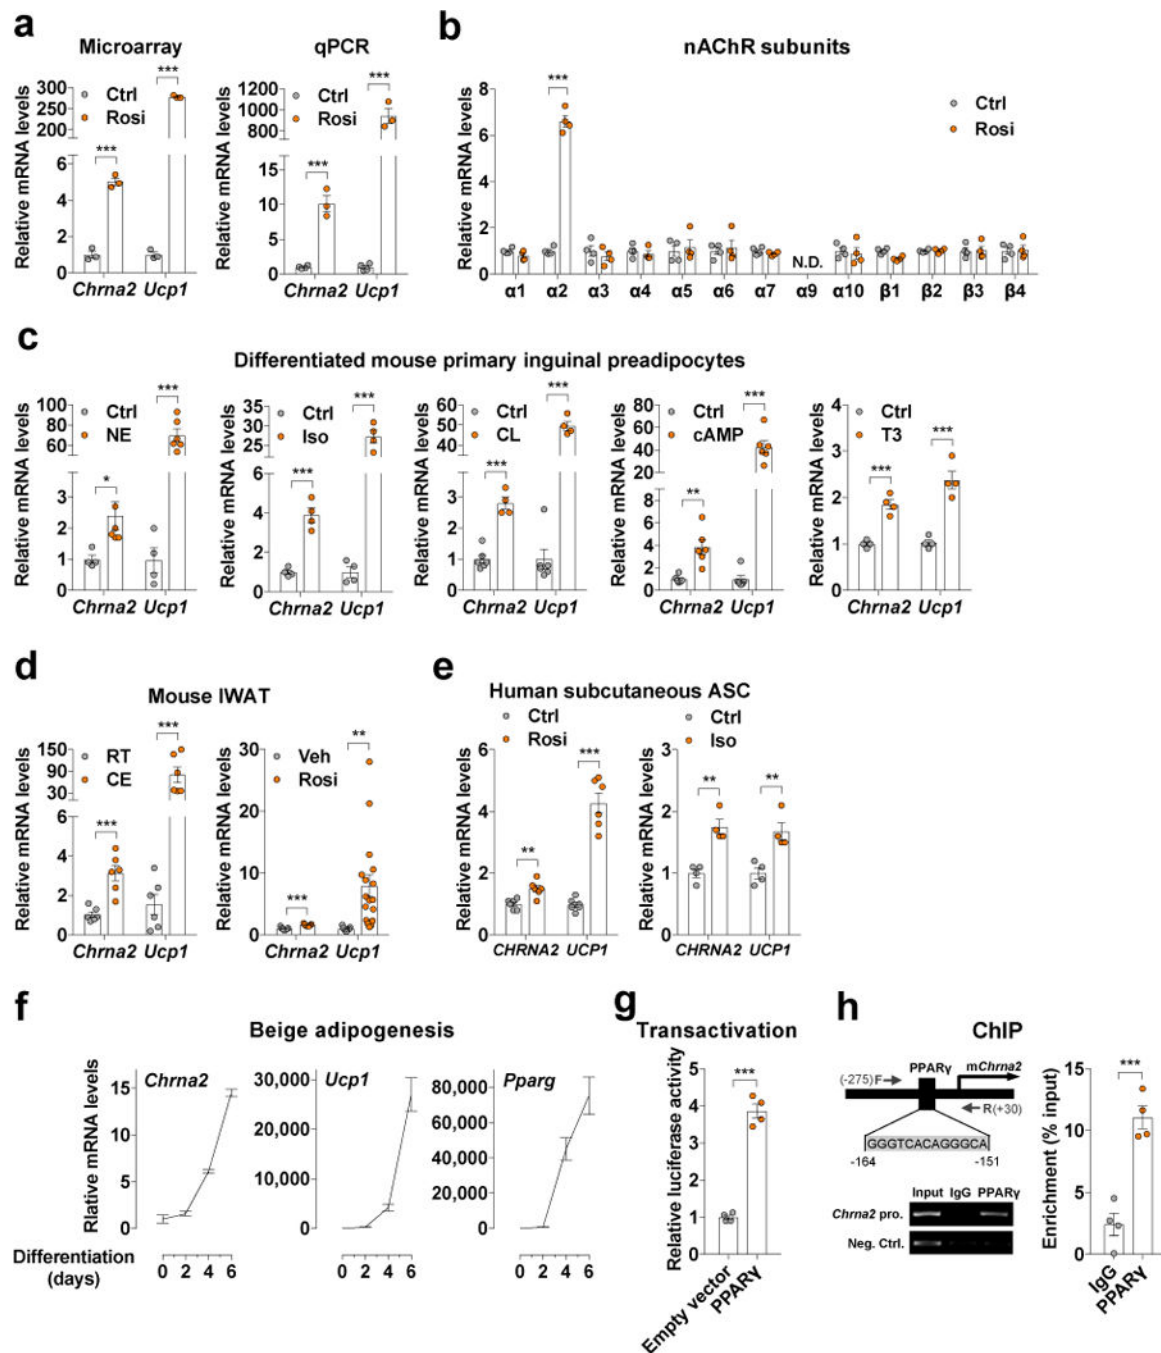 a
Microarray
qPCR
Relative mRNA levels
300
250
200
6
4
2
0
Ctrl
Rosi
***
***
Chrna2 Ucp1
Relative mRNA levels
1200
1000
800
15
10
5
0
Ctrl
Rosi
***
***
Chrna2 Ucp1
b
nAChR subunits
Relative mRNA levels
8
6
4
2
0
***
Ctrl
Rosi
N.D.
α1 α2 α3 α4 α5 α6 α7 α9 α10 β1 β2 β3 β4
c
Differentiated mouse primary inguinal preadipocytes
Relative mRNA levels
100
80
60
40
3
2
1
0
Ctrl
NE
*
***
Chrna2 Ucp1
Relative mRNA levels
35
30
25
20
6
4
2
0
Ctrl
Iso
***
***
Chrna2 Ucp1
Relative mRNA levels
60
50
40
3
2
1
0
Ctrl
CL
***
***
Chrna2 Ucp1
Relative mRNA levels
80
60
40
20
8
6
4
2
0
Ctrl
cAMP
**
***
Chrna2 Ucp1
Relative mRNA levels
4
3
2
1
0
Ctrl
T3
***
***
Chrna2 Ucp1
d
Mouse IWAT
Relative mRNA levels
150
90
30
6
4
2
0
RT
CE
***
***
Chrna2 Ucp1
Relative mRNA levels
30
20
10
0
Veh
Rosi
***
**
Chrna2 Ucp1
e
Human subcutaneous ASC
Relative mRNA levels
6
4
2
0
Ctrl
Rosi
**
***
CHRNA2 UCP1
Relative mRNA levels
3
2
1
0
Ctrl
Iso
**
**
CHRNA2 UCP1
f
Beige adipogenesis
Rlative mRNA levels
Chrna2
15
10
5
0
Ucp1
30,000
20,000
10,000
0
Pparg
80,000
60,000
40,000
20,000
0
Differentiation
(days)
0 2 4 6
0 2 4 6
0 2 4 6
g
Transactivation
Relative luciferase activity
5
4
3
2
1
0
***
Empty vector
PPARγ
h
ChIP
PPARγ
mChrna2
(-275)F
R(+30)
GGGTCACAGGGCA
-164
-151
Input IgG PPARγ
Chrna2 pro.
Neg. Ctrl.
Enrichment (% input)
15
10
5
0
***
IgG
PPARγ